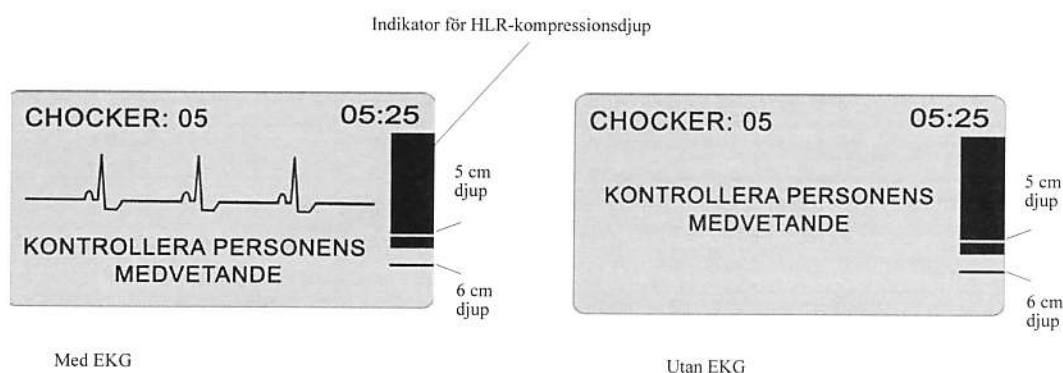 Indikator för HLR-kompressionsdjup
CHOCKER: 05 05:25
5 cm
djup
KONTROLLERA PERSONENS
MEDVETANDE
6 cm
djup
Med EKG
CHOCKER: 05 05:25
KONTROLLERA PERSONENS
MEDVETANDE
5 cm
djup
6 cm
djup
Utan EKG